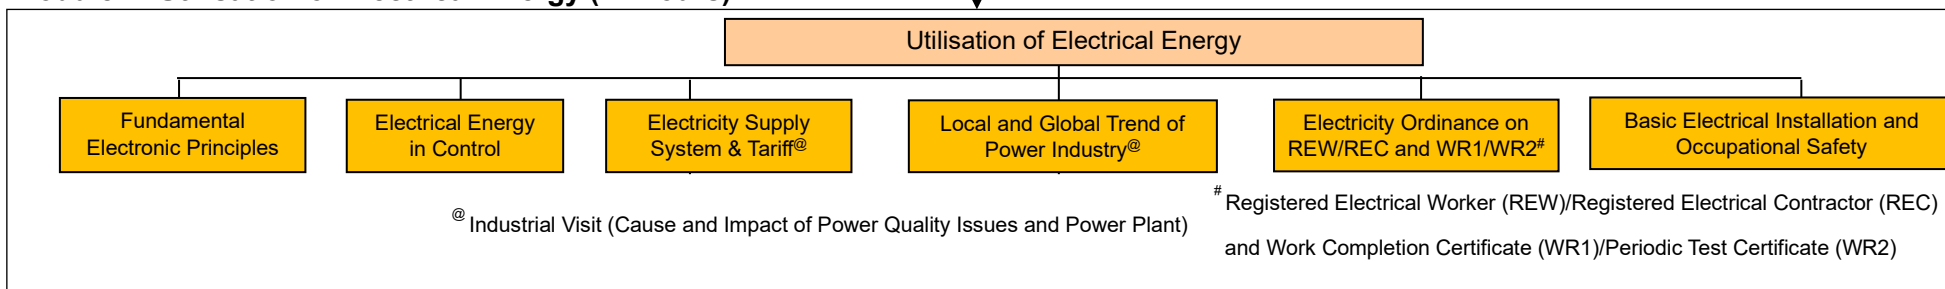 Utilisation of Electrical Energy
Fundamental
Electronic Principles
Electrical Energy
in Control
Electricity Supply
System & Tariff@
Local and Global Trend of
Power Industry@
Electricity Ordinance on
REW/REC and WR1/WR2#
Basic Electrical Installation and
Occupational Safety
@ Industrial Visit (Cause and Impact of Power Quality Issues and Power Plant)
# Registered Electrical Worker (REW)/Registered Electrical Contractor (REC)
and Work Completion Certificate (WR1)/Periodic Test Certificate (WR2)